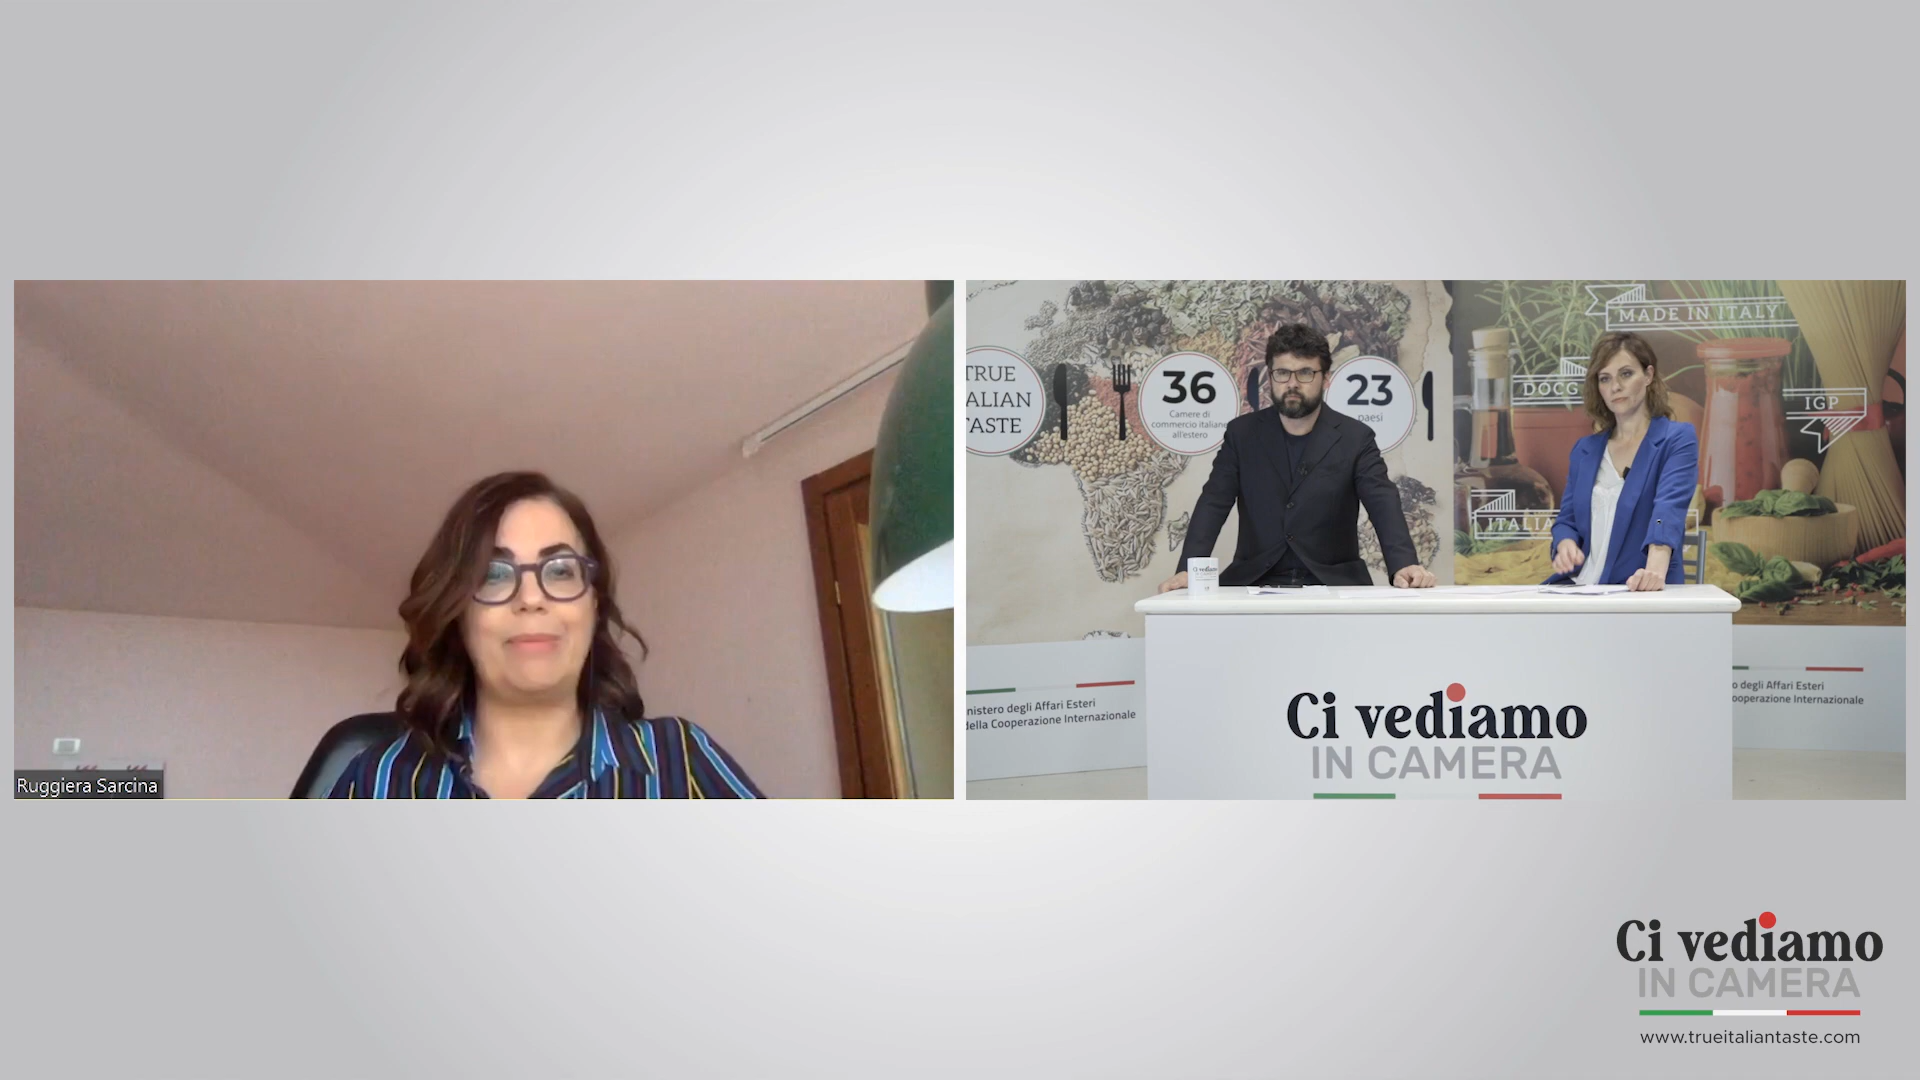 Ruggiera Sarcina
TRUE
ALIAN
TASTE
36
Camere di
commercio italiane
all'estero
23
paesi
MADE IN ITALY
DOCG
IGP
ITALIA
nistero degli Affari Esteri
della Cooperazione Internazionale
o degli Affari Esteri
ooperazione Internazionale
Ci vediamo
IN CAMERA
Ci vediamo
IN CAMERA
www.trueitaliantaste.com